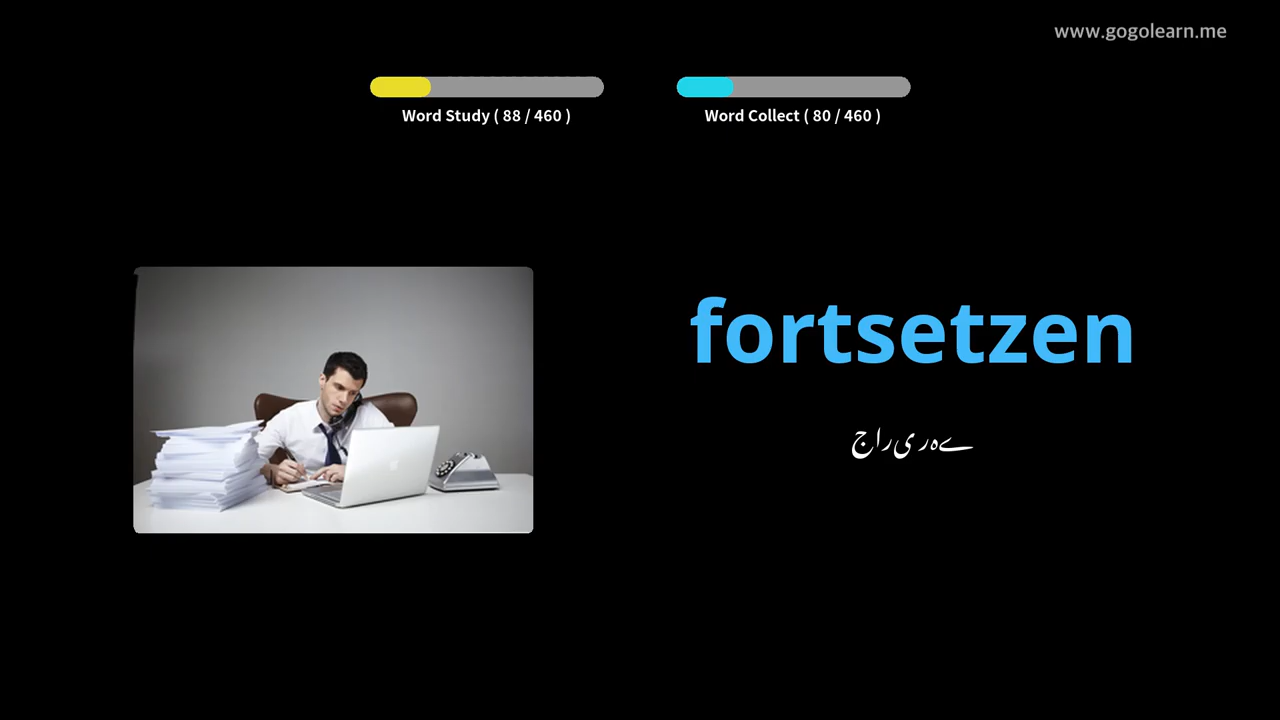 www.gogolearn.me
Word Study ( 88 / 460 )
Word Collect ( 80 / 460 )
fortsetzen
جاری رہے